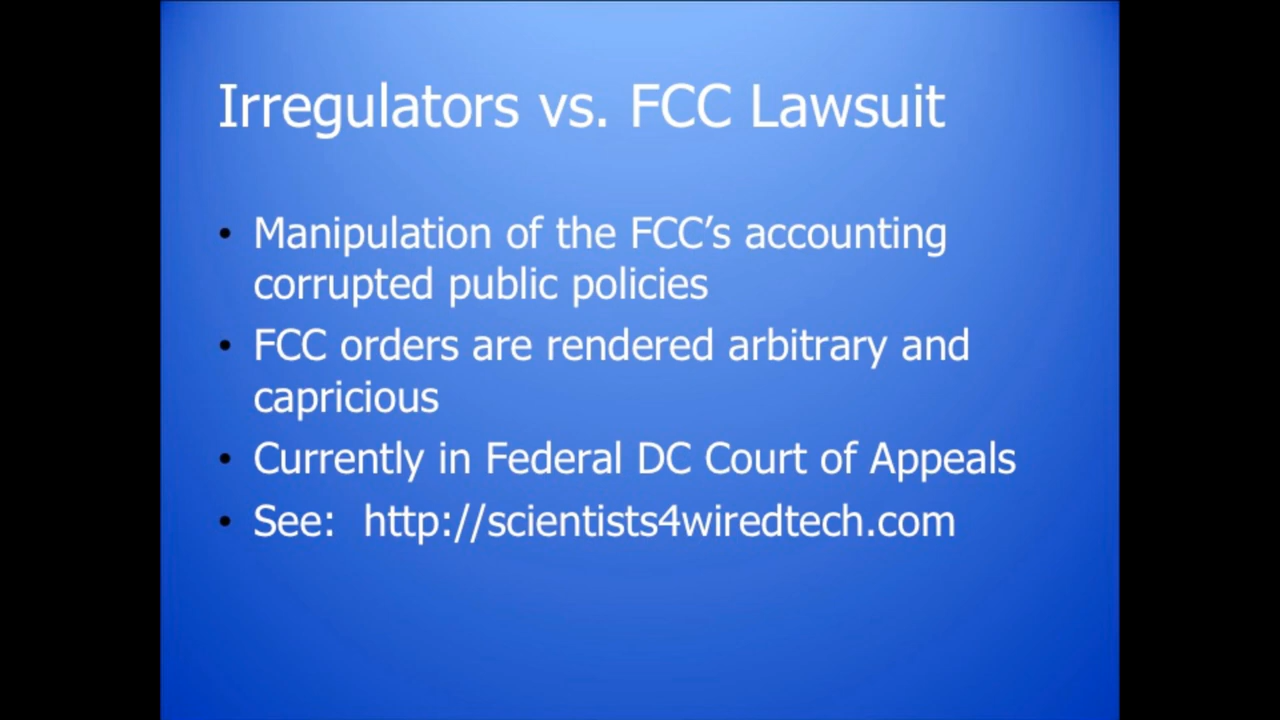 Irregulators vs. FCC Lawsuit
• Manipulation of the FCC’s accounting
corrupted public policies
• FCC orders are rendered arbitrary and
capricious
• Currently in Federal DC Court of Appeals
• See:  http://scientists4wiredtech.com